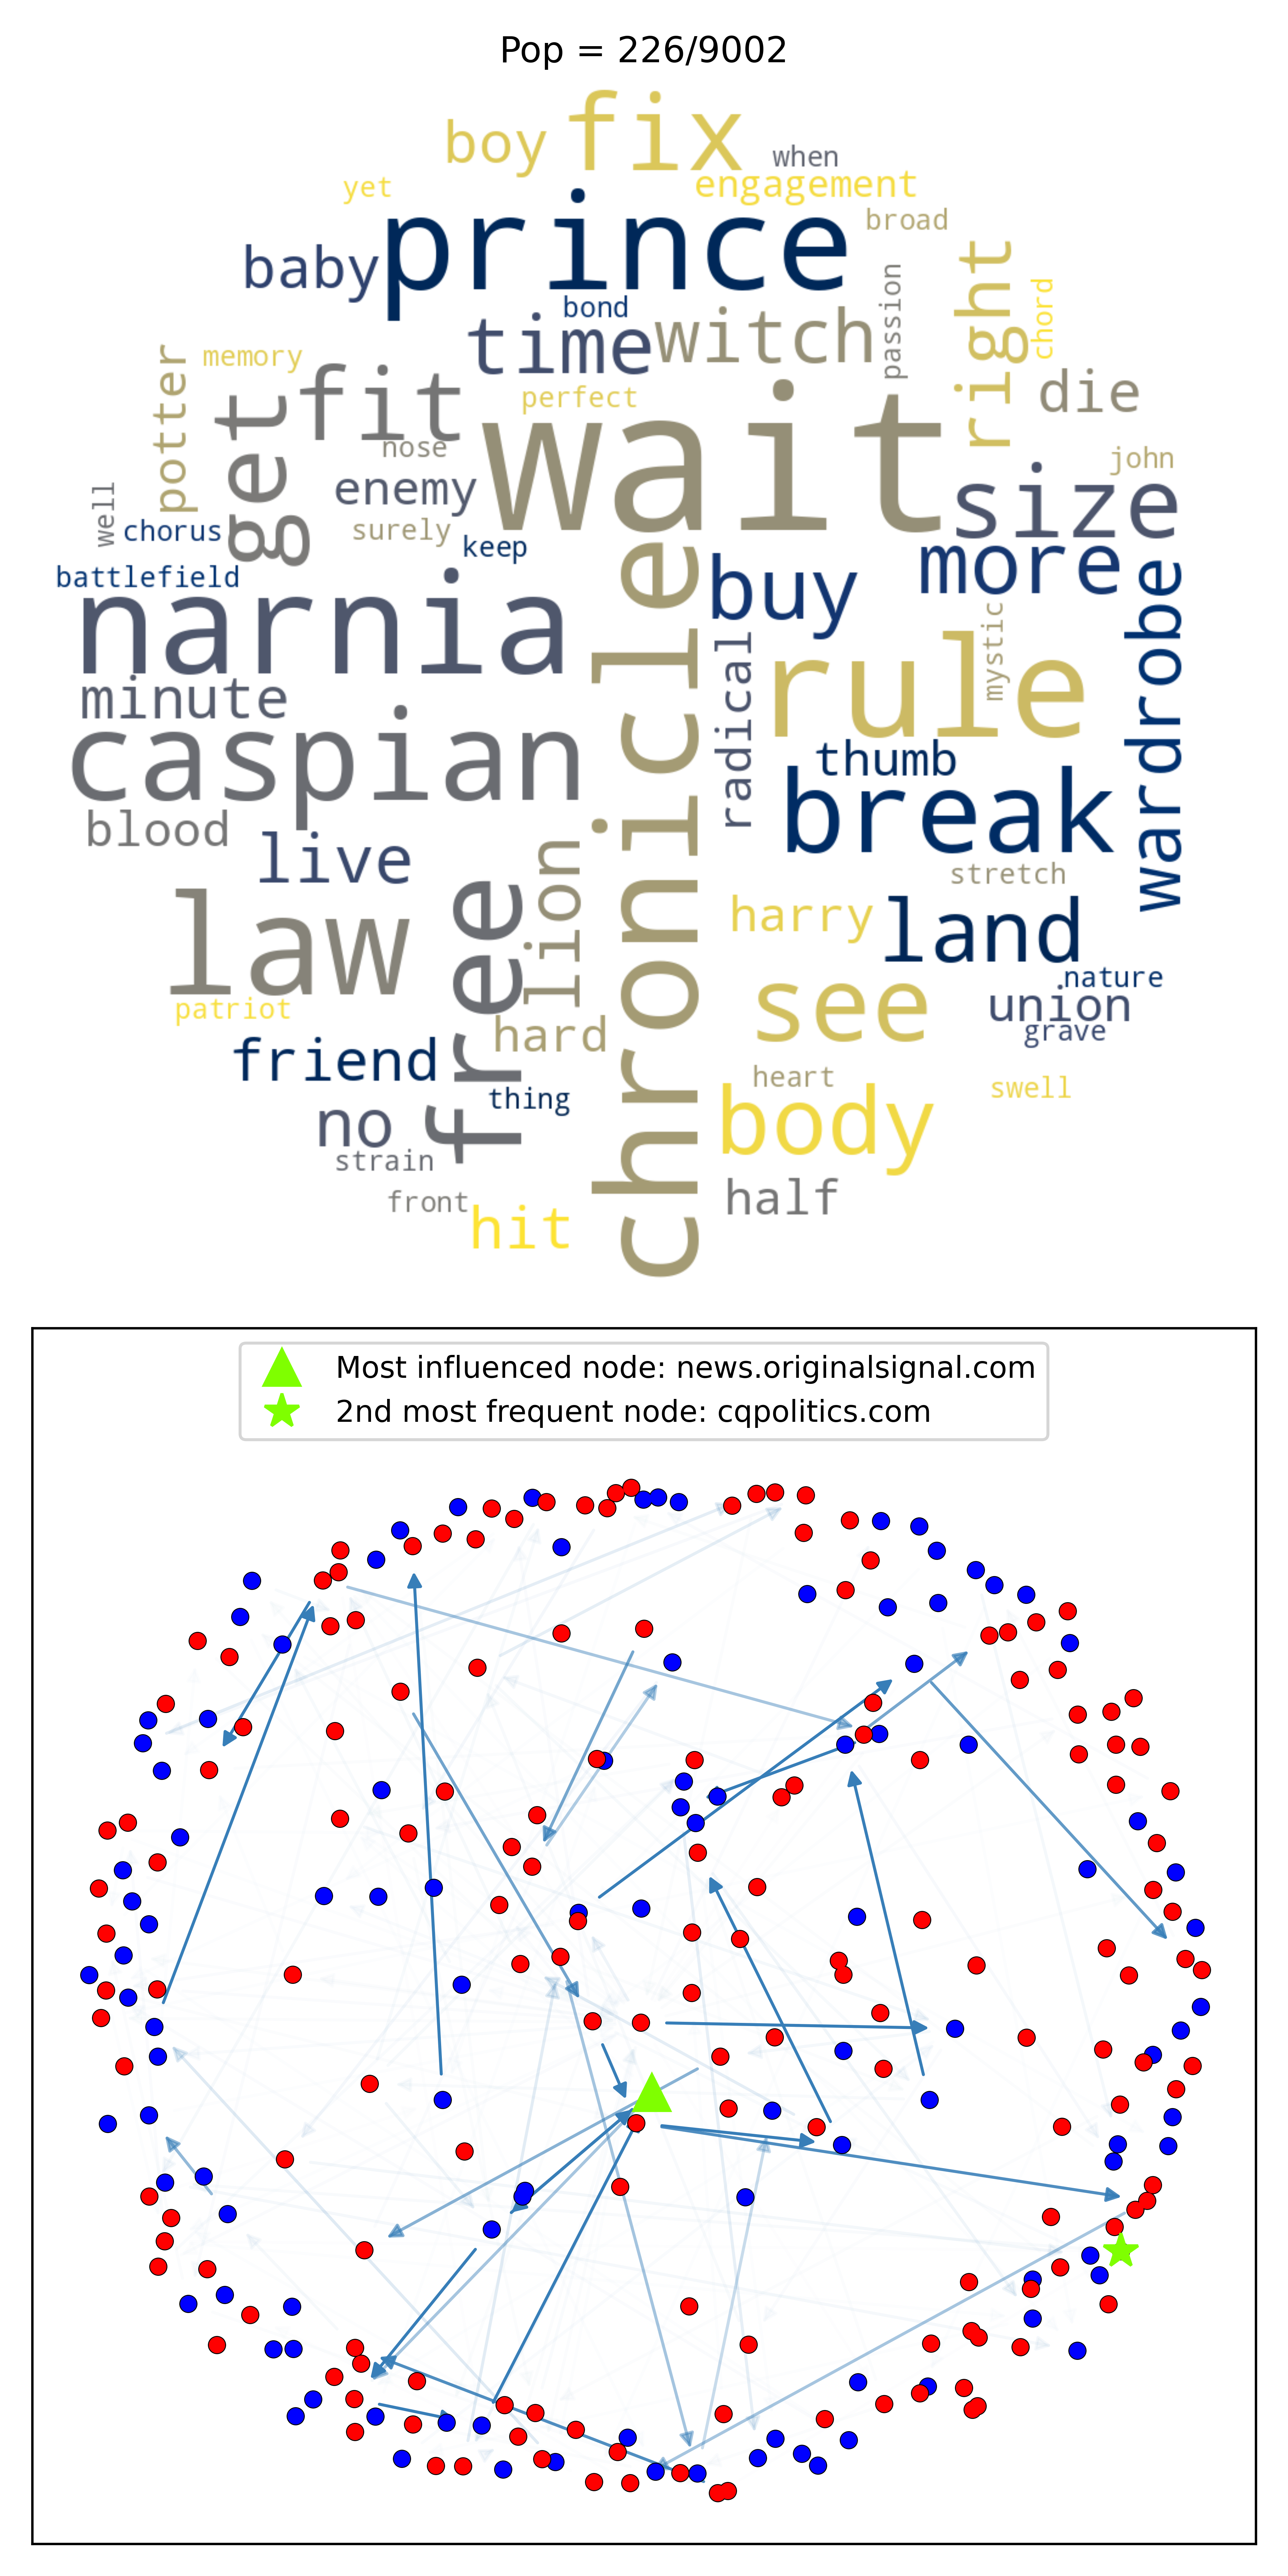 Pop = 226/9002
fix
boy
when
yet
engagement
prince
broad
baby
right
passion
chord
bond
time
witch
memory
potter
fit
get
perfect
die
wait
nose
john
enemy
size
well
chorus
surely
keep
more
battlefield
buy
wardrobe
narnia
chronicle
radical
mystic
rule
minute
caspian
thumb
break
blood
live
lion
stretch
free
law
harry
land
patriot
see
nature
union
hard
grave
friend
heart
swell
thing
body
no
strain
half
front
hit
Most influenced node: news.originalsignal.com
2nd most frequent node: cqpolitics.com